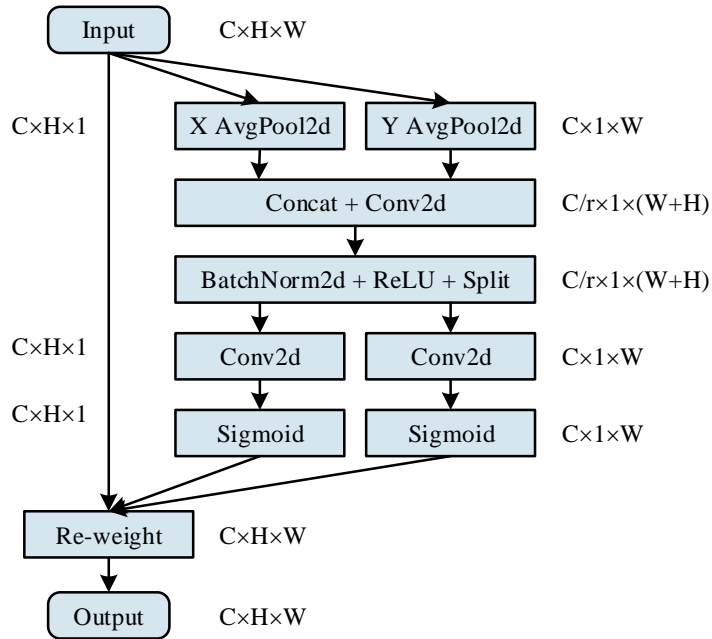 Input C×H×W
C×H×1 X AvgPool2d Y AvgPool2d C×1×W
Concat + Conv2d C/r×1×(W+H)
BatchNorm2d + ReLU + Split C/r×1×(W+H)
C×H×1 Conv2d Conv2d C×1×W
C×H×1 Sigmoid Sigmoid C×1×W
Re-weight C×H×W
Output C×H×W